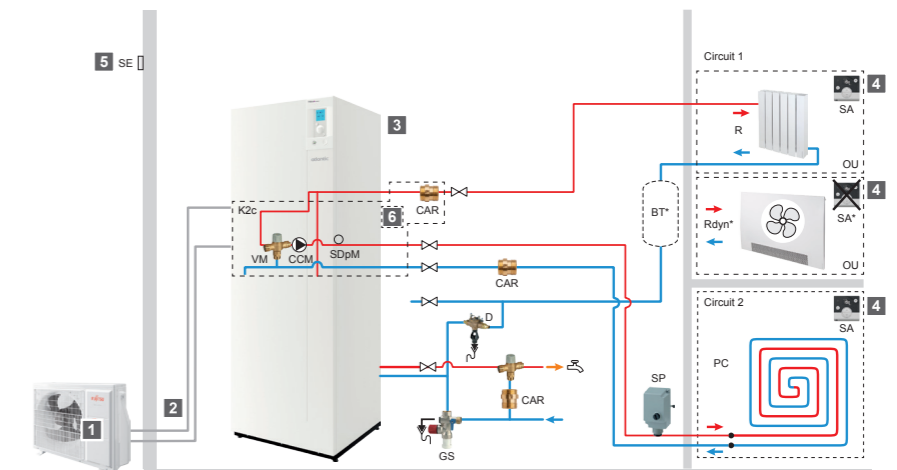 Circuit 1
5 SE
4
SA
3
R
OU
K2c
CAR
6
BT*
4
SA*
Rdyn*
VM
CCM
SDpM
OU
CAR
Circuit 2
4
SA
D
PC
SP
2
CAR
1
GS